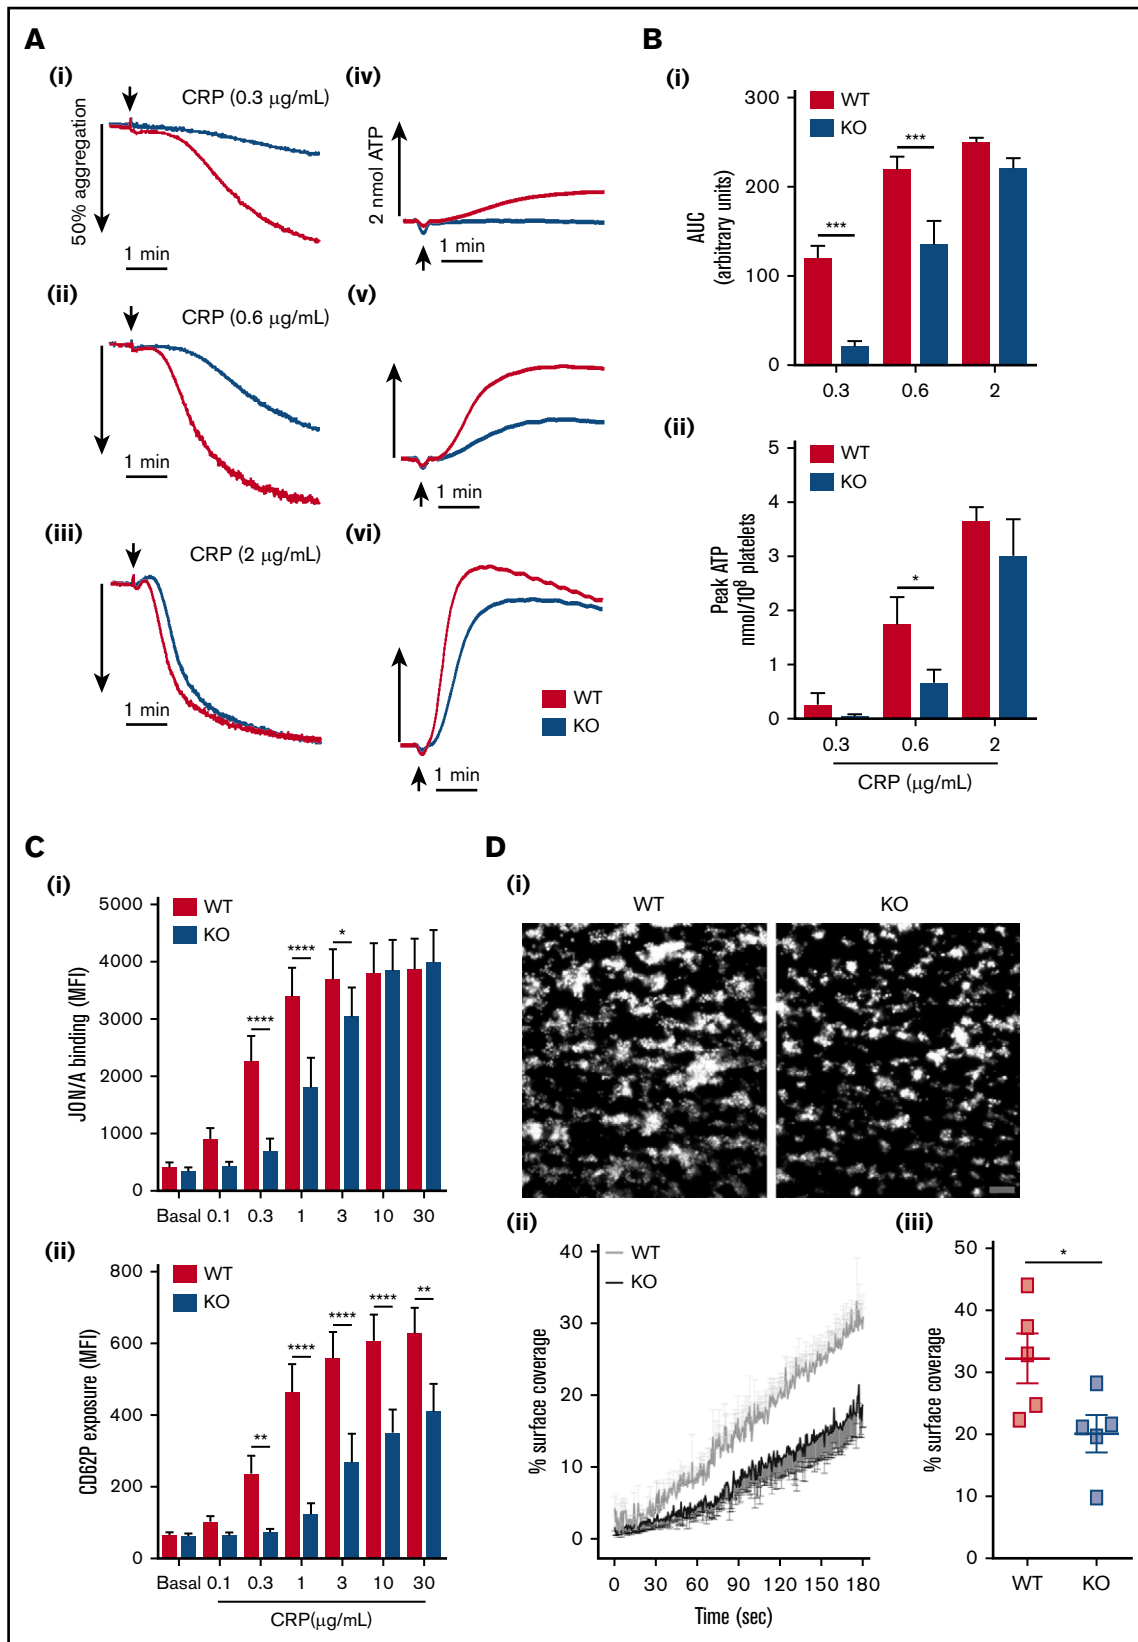 A
(i)
CRP (0.3 µg/mL)
50% aggregation
1 min
(iv)
2 nmol ATP
1 min
(ii)
CRP (0.6 µg/mL)
1 min
(v)
1 min
(iii)
CRP (2 µg/mL)
1 min
(vi)
WT
KO
1 min
B
(i)
WT
KO
AUC
(arbitrary units)
300
200
100
0
***
***
0.3 0.6 2
(ii)
WT
KO
Peak ATP
nmol/10⁸ platelets
5
4
3
2
1
0
*
0.3 0.6 2
CRP (µg/mL)
C
(i)
WT
KO
JON/A binding (MFI)
5000
4000
3000
2000
1000
0
****
****
*
Basal 0.1 0.3 1 3 10 30
(ii)
WT
KO
CD62P exposure (MFI)
800
600
400
200
0
**
****
****
****
**
Basal 0.1 0.3 1 3 10 30
CRP(µg/mL)
D
(i)
WT KO
(ii)
WT
KO
% surface coverage
40
30
20
10
0
0 30 60 90 120 150 180
Time (sec)
(iii)
% surface coverage
50
40
30
20
10
0
*
WT KO